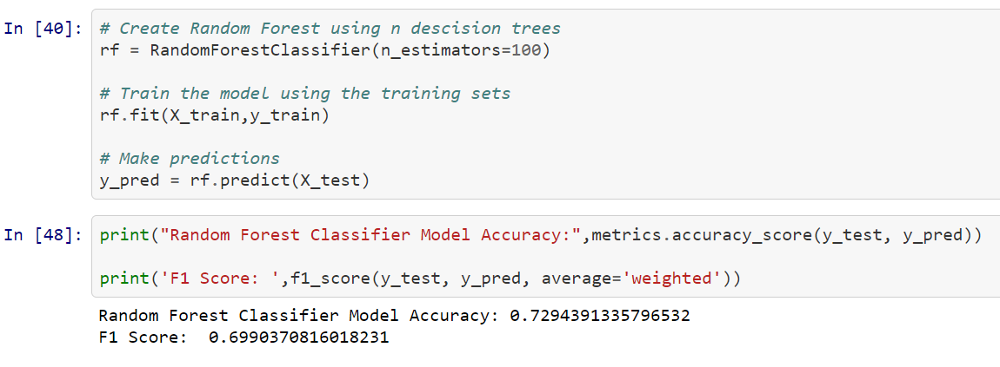 In [40]: # Create Random Forest using n descision trees
rf = RandomForestClassifier(n_estimators=100)
# Train the model using the training sets
rf.fit(X_train,y_train)
# Make predictions
y_pred = rf.predict(X_test)
In [48]: print("Random Forest Classifier Model Accuracy:",metrics.accuracy_score(y_test, y_pred))
print('F1 Score: ',f1_score(y_test, y_pred, average='weighted'))
Random Forest Classifier Model Accuracy: 0.7294391335796532
F1 Score:  0.6990370816018231